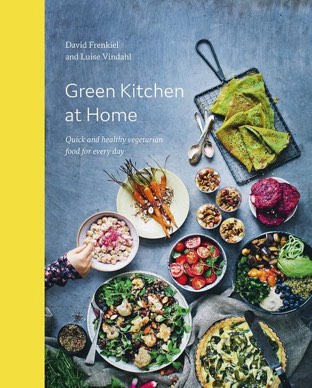 David Frenkiel
and Luise Vindahl
Green Kitchen
at Home
Quick and healthy vegetarian
food for every day